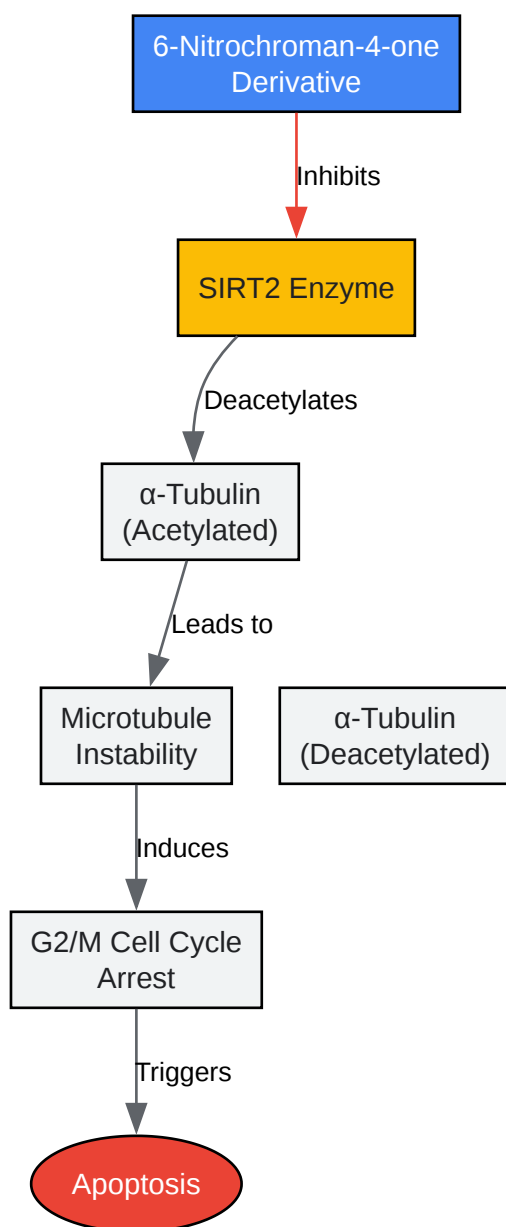 6-Nitrochroman-4-one
Derivative
Inhibits
SIRT2 Enzyme
Deacetylates
α-Tubulin
(Acetylated)
Leads to
Microtubule
Instability
α-Tubulin
(Deacetylated)
Induces
G2/M Cell Cycle
Arrest
Triggers
Apoptosis